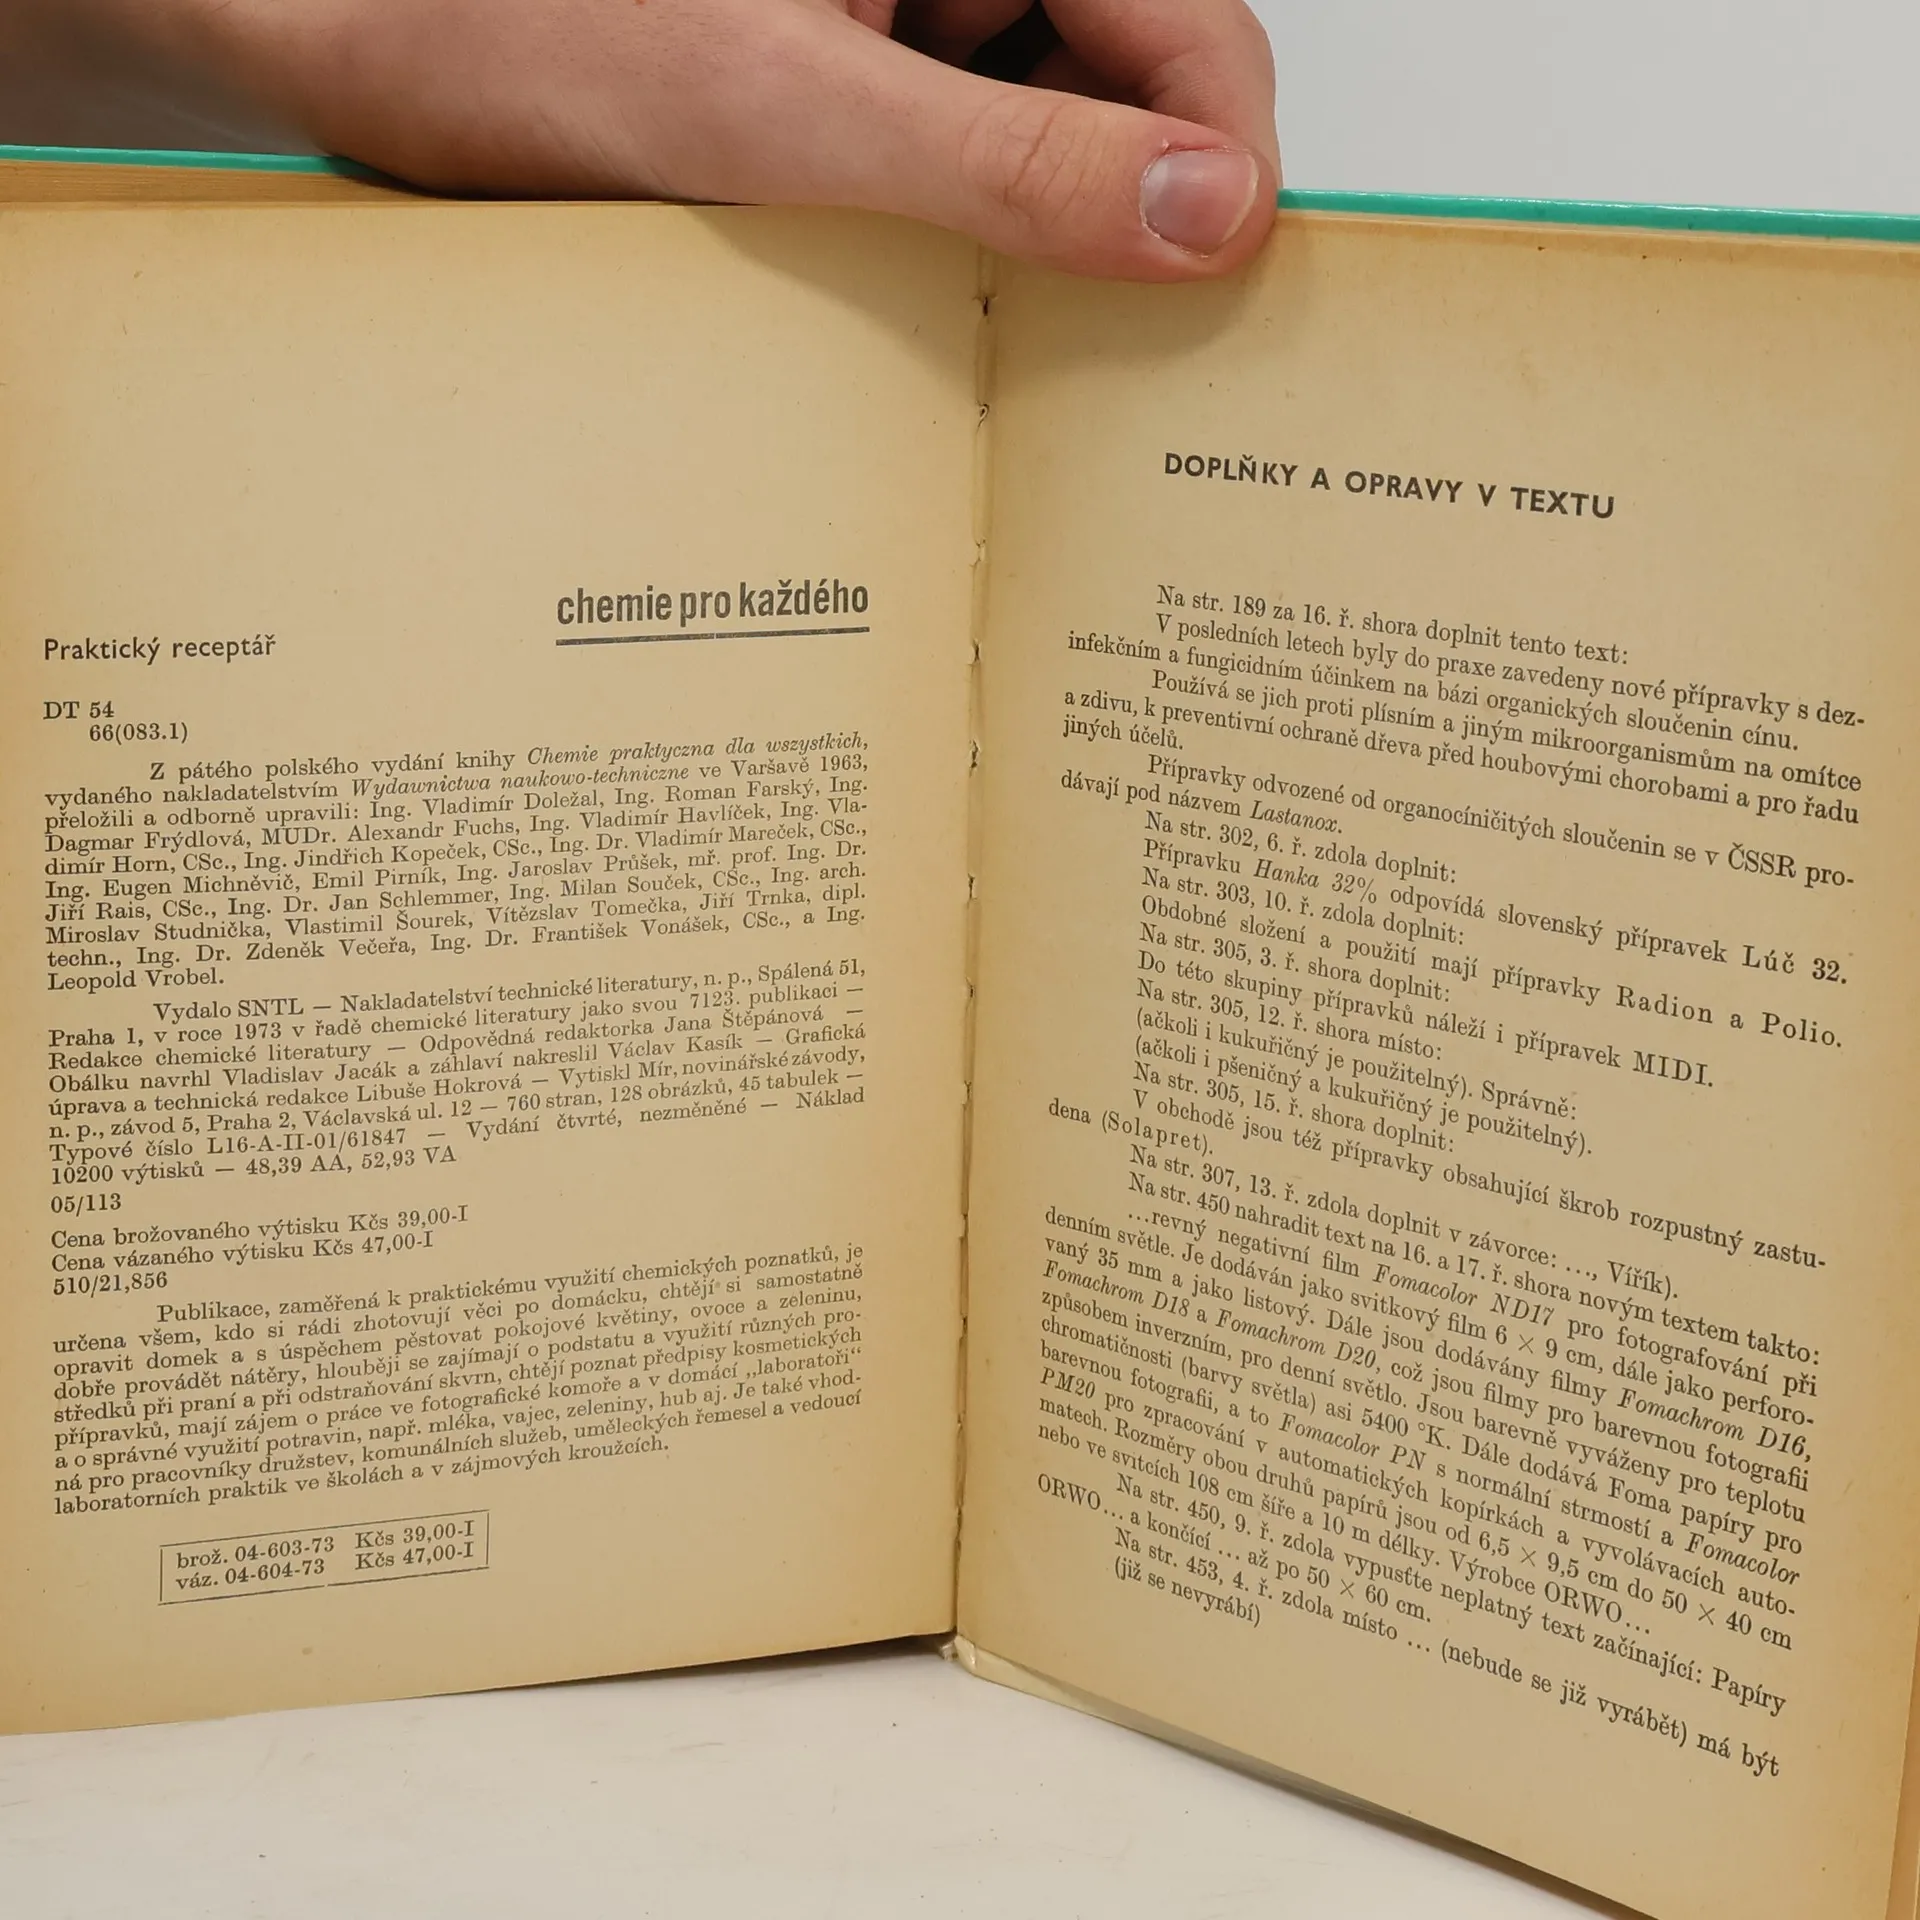 chemie pro každého
Praktický receptář
DT 54
66(083.1)
Z pátého polského vydání knihy Chemie praktyczna dla wszystkich,
vydaného nakladatelstvím Wydawnictwa naukowo-techniczne ve Varšavě 1963,
přeložili a odborně upravili: Ing. Vladimír Doležal, Ing. Roman Farský, Ing.
Dagmar Frýdlová, MUDr. Alexandr Fuchs, Ing. Vladimír Havlíček, Ing. Vla-
dimír Horn, CSc., Ing. Jindřich Kopeček, CSc., Ing. Dr. Vladimír Mareček, CSc.,
Ing. Eugen Michněvič, Emil Pirník, Ing. Jaroslav Průšek, mř. prof. Ing. Dr.
Jiří Rais, CSc., Ing. Dr. Jan Schlemmer, Ing. Milan Souček, CSc., Ing. arch.
Miroslav Studnička, Vlastimil Šourek, Vítězslav Tomečka, Jiří Trnka, dipl.
techn., Ing. Dr. Zdeněk Večeřa, Ing. Dr. František Vonášek, CSc., a Ing.
Leopold Vrobel.
Vydalo SNTL — Nakladatelství technické literatury, n. p., Spálená 51,
Praha 1, v roce 1973 v řadě chemické literatury jako svou 7123. publikaci —
Redakce chemické literatury — Odpovědná redaktorka Jana Štěpánová —
Obálku navrhl Vladislav Jacák a záhlaví nakreslil Václav Kasík — Grafická
úprava a technická redakce Libuše Hokrová — Vytiskl Mír, novinářské závody,
n. p., závod 5, Praha 2, Václavská ul. 12 — 760 stran, 128 obrázků, 45 tabulek —
Typové číslo L16-A-II-01/61847 — Vydání čtvrté, nezměněné — Náklad
10200 výtisků — 48,39 AA, 52,93 VA
05/113
Cena brožovaného výtisku Kčs 39,00-I
Cena vázaného výtisku Kčs 47,00-I
510/21,856
Publikace, zaměřená k praktickému využití chemických poznatků, je
určena všem, kdo si rádi zhotovují věci po domácku, chtějí si samostatně
opravit domek a s úspěchem pěstovat pokojové květiny, ovoce a zeleninu,
dobře provádět nátěry, hlouběji se zajímají o podstatu a využití různých pro-
středků při praní a při odstraňování skvrn, chtějí poznat předpisy kosmetických
přípravků, mají zájem o práce ve fotografické komoře a v domácí „laboratoři“
a o správné využití potravin, např. mléka, vajec, zeleniny, hub aj. Je také vhod-
ná pro pracovníky družstev, komunálních služeb, uměleckých řemesel a vedoucí
laboratorních praktik ve školách a v zájmových kroužcích.
brož. 04-603-73 Kčs 39,00-I
váz. 04-604-73 Kčs 47,00-I
DOPLŇKY A OPRAVY V TEXTU
Na str. 189 za 16. ř. shora doplnit tento text:
V posledních letech byly do praxe zavedeny nové přípravky s dez-
infekčním a fungicidním účinkem na bázi organických sloučenin cínu.
Používá se jich proti plísním a jiným mikroorganismům na omítce
a zdivu, k preventivní ochraně dřeva před houbovými chorobami a pro řadu
jiných účelů.
Přípravky odvozené od organocíničitých sloučenin se v ČSSR pro-
dávají pod názvem Lastanox.
Na str. 302, 6. ř. zdola doplnit:
Přípravku Hanka 32% odpovídá slovenský přípravek Lúč 32.
Na str. 303, 10. ř. zdola doplnit:
Obdobné složení a použití mají přípravky Radion a Polio.
Na str. 305, 3. ř. shora doplnit:
Do této skupiny přípravků náleží i přípravek MIDI.
Na str. 305, 12. ř. shora místo:
(ačkoli i kukuřičný je použitelný). Správně:
(ačkoli i pšeničný a kukuřičný je použitelný).
Na str. 305, 15. ř. shora doplnit:
V obchodě jsou též přípravky obsahující škrob rozpustný zastu-
dena (Solapret).
Na str. 307, 13. ř. zdola doplnit v závorce: ..., Vířík).
Na str. 450 nahradit text na 16. a 17. ř. shora novým textem takto:
...revný negativní film Fomacolor ND17 pro fotografování při
denním světle. Je dodáván jako svitkový film 6 × 9 cm, dále jako perforo-
vaný 35 mm a jako listový. Dále jsou dodávány filmy Fomachrom D16,
Fomachrom D18 a Fomachrom D20, což jsou filmy pro barevnou fotografii
způsobem inverzním, pro denní světlo. Jsou barevně vyváženy pro teplotu
chromatičnosti (barvy světla) asi 5400 °K. Dále dodává Foma papíry pro
barevnou fotografii, a to Fomacolor PN s normální strmostí a Fomacolor
PM20 pro zpracování v automatických kopírkách a vyvolávacích auto-
matech. Rozměry obou druhů papírů jsou od 6,5 × 9,5 cm do 50 × 40 cm
nebo ve svitcích 108 cm šíře a 10 m délky. Výrobce ORWO...
Na str. 450, 9. ř. zdola vypusťte neplatný text začínající: Papíry
ORWO... a končící ... až po 50 × 60 cm.
Na str. 453, 4. ř. zdola místo ... (nebude se již vyrábět) má být
(již se nevyrábí)